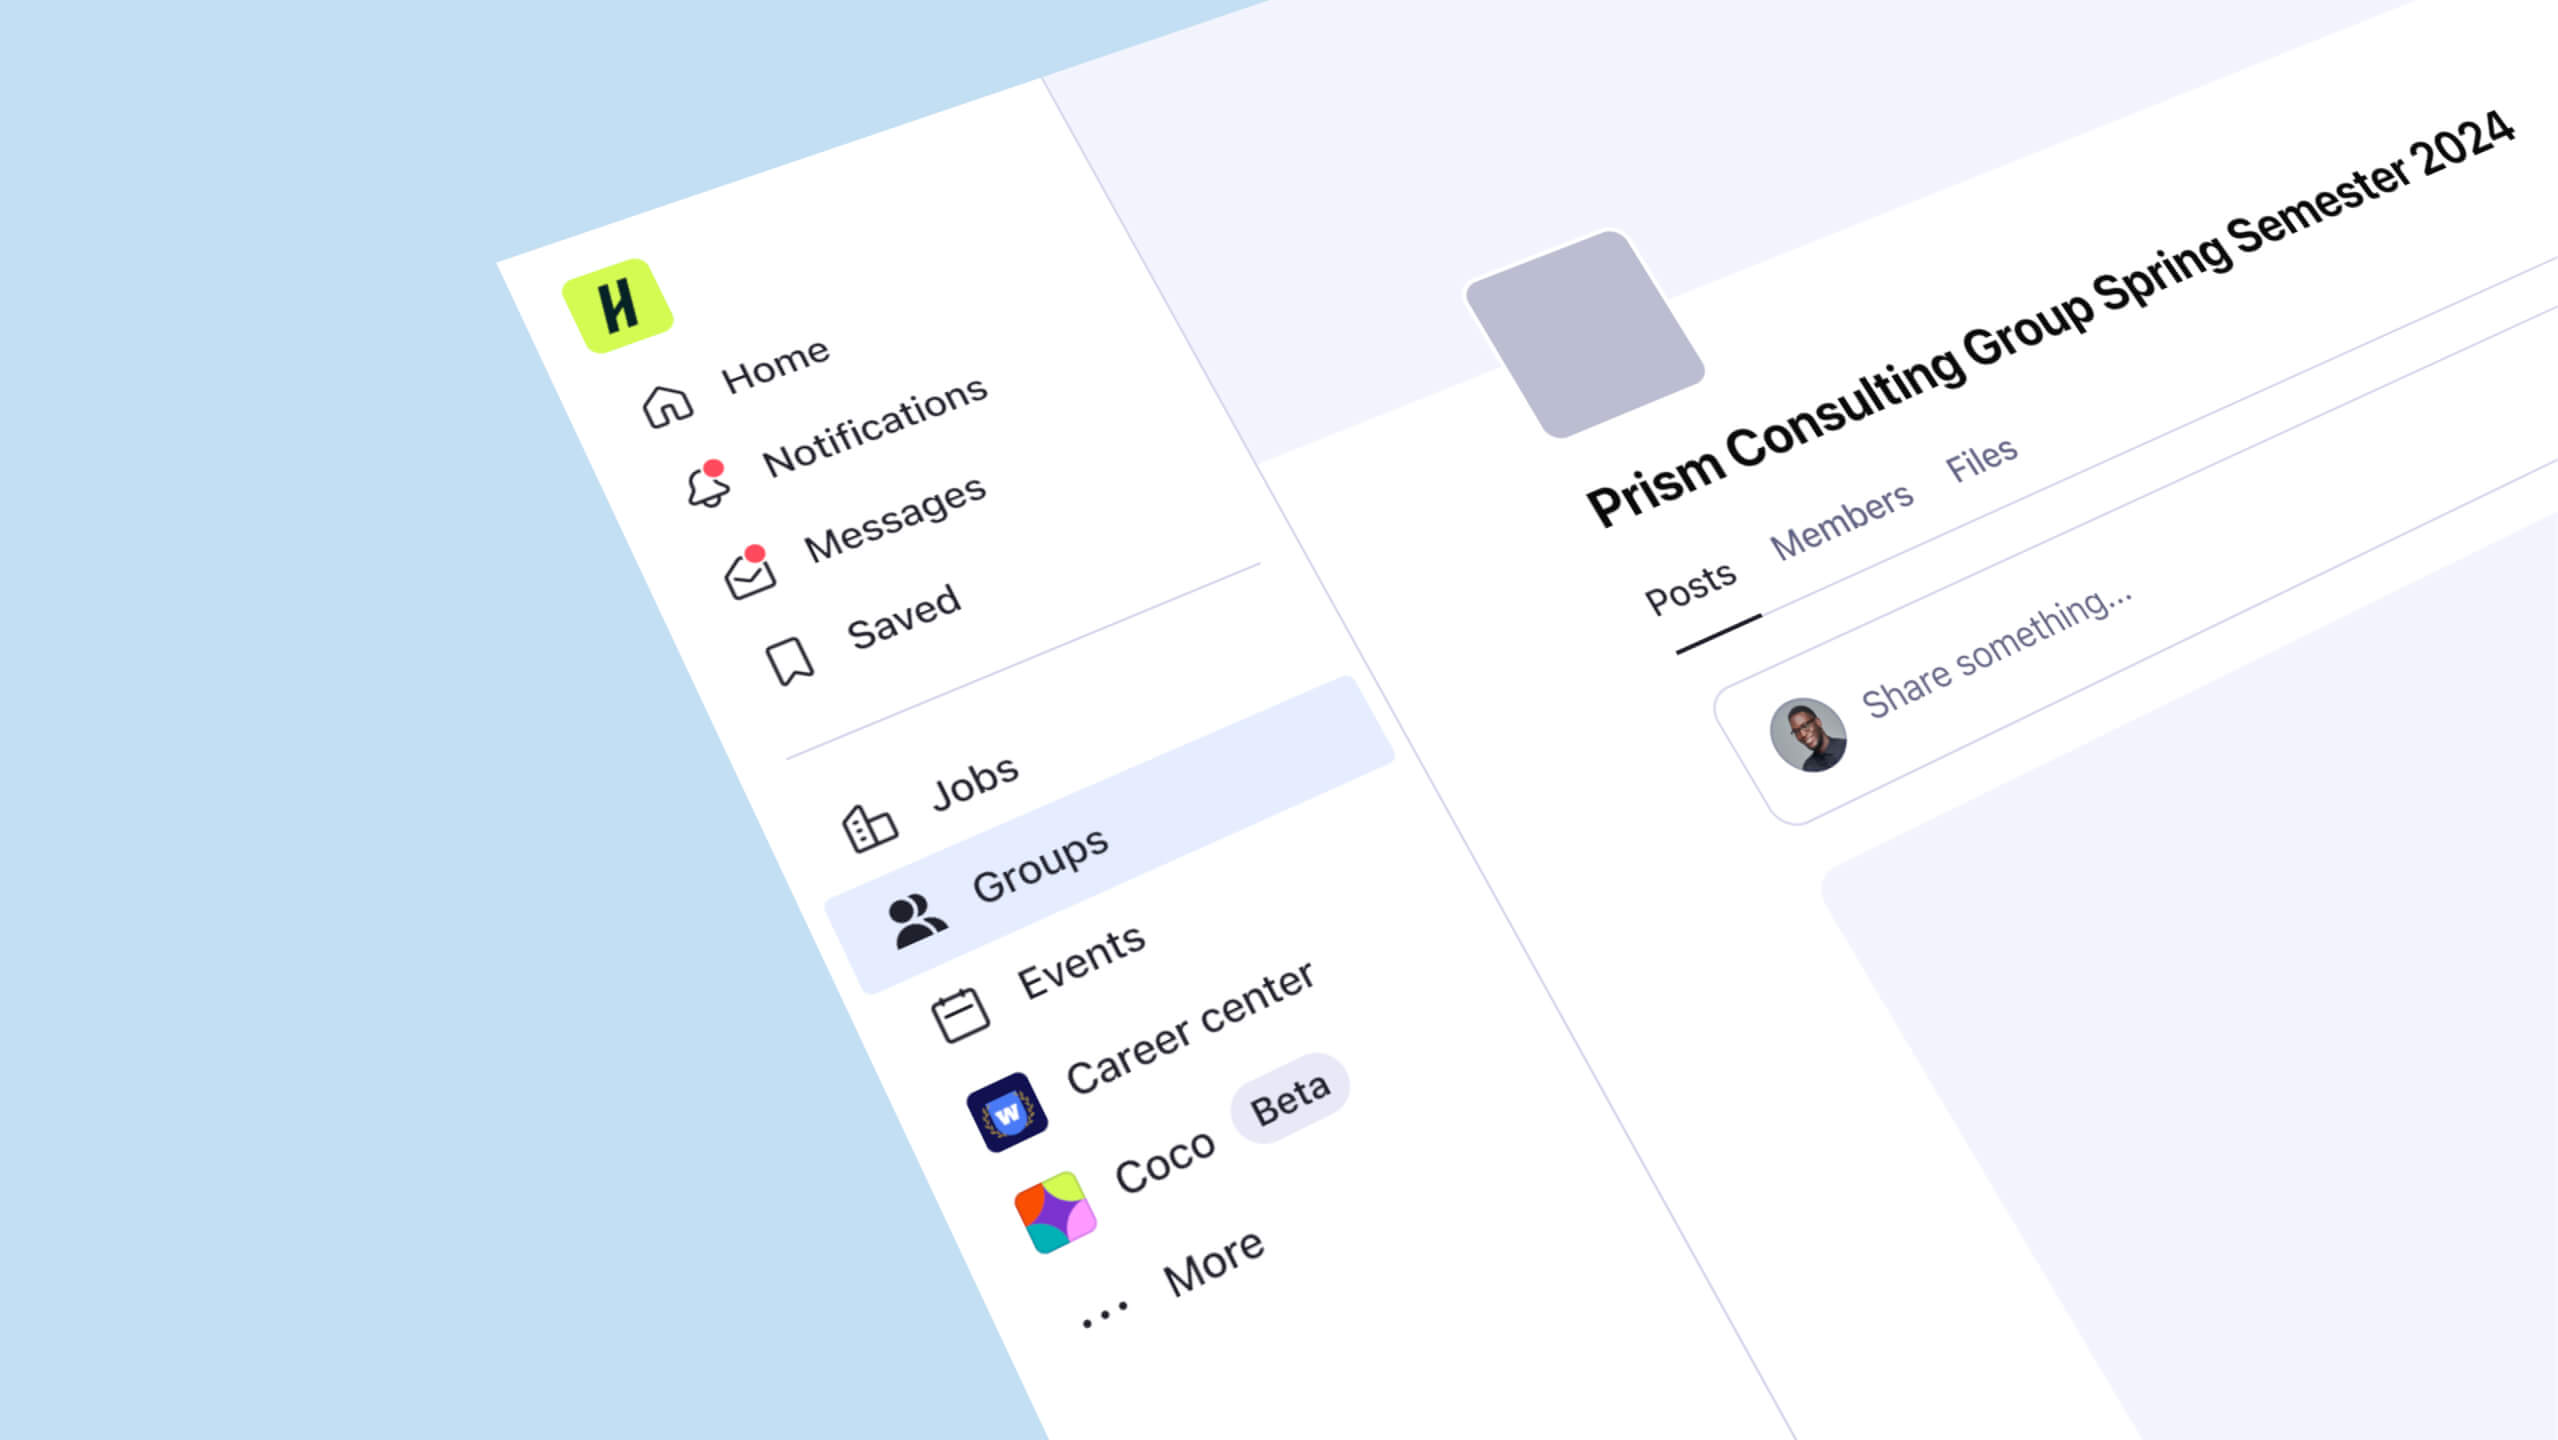 H
Home
Notifications
Messages
Saved
Jobs
Groups
Events
W
Career center
Coco Beta
More
Prism Consulting Group Spring Semester 2024
Posts Members Files
Share something...